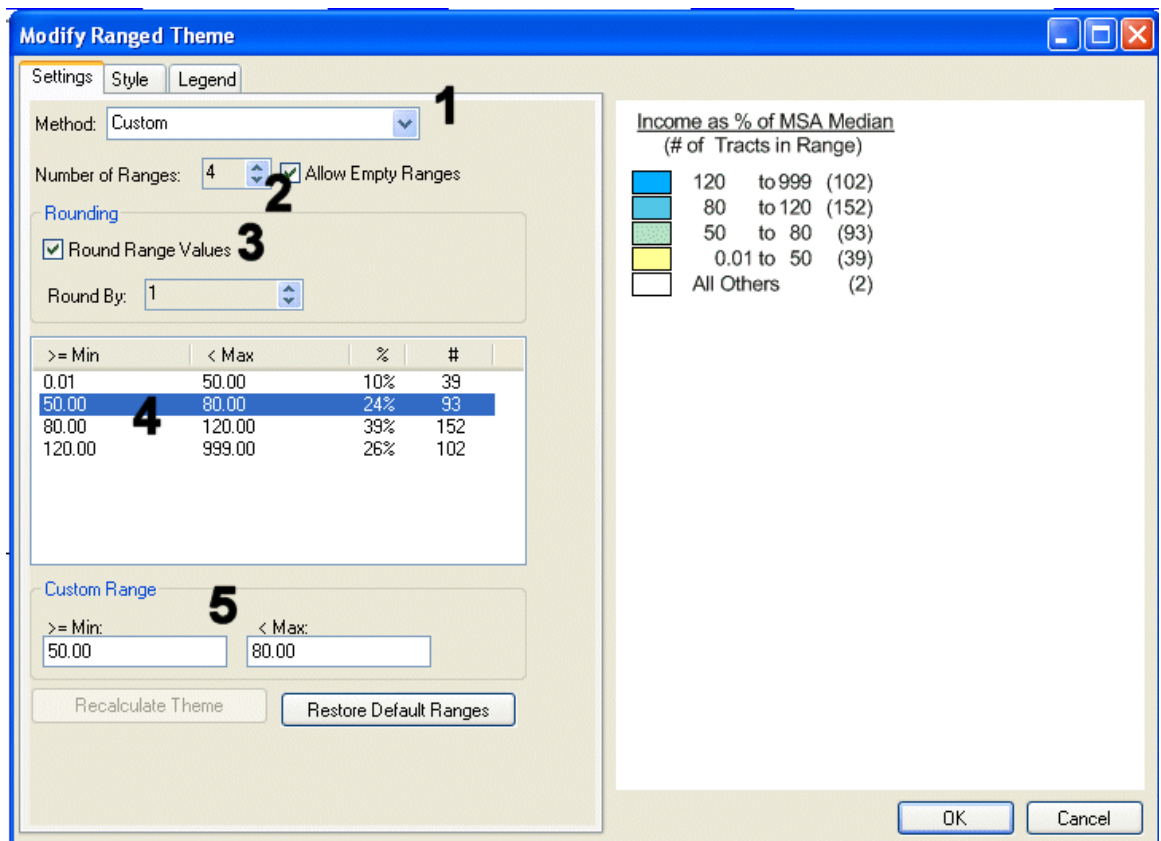 Modify Ranged Theme
Settings Style Legend
Method: Custom 1
Number of Ranges: 4 Allow Empty Ranges
2
Rounding
Round Range Values 3
Round By: 1
>= Min < Max % #
0.01 50.00 10% 39
50.00 80.00 24% 93
4
80.00 120.00 39% 152
120.00 999.00 26% 102
Custom Range
5
>= Min: < Max:
50.00 80.00
Recalculate Theme Restore Default Ranges
Income as % of MSA Median
(# of Tracts in Range)
120 to 999 (102)
80 to 120 (152)
50 to 80 (93)
0.01 to 50 (39)
All Others (2)
OK Cancel